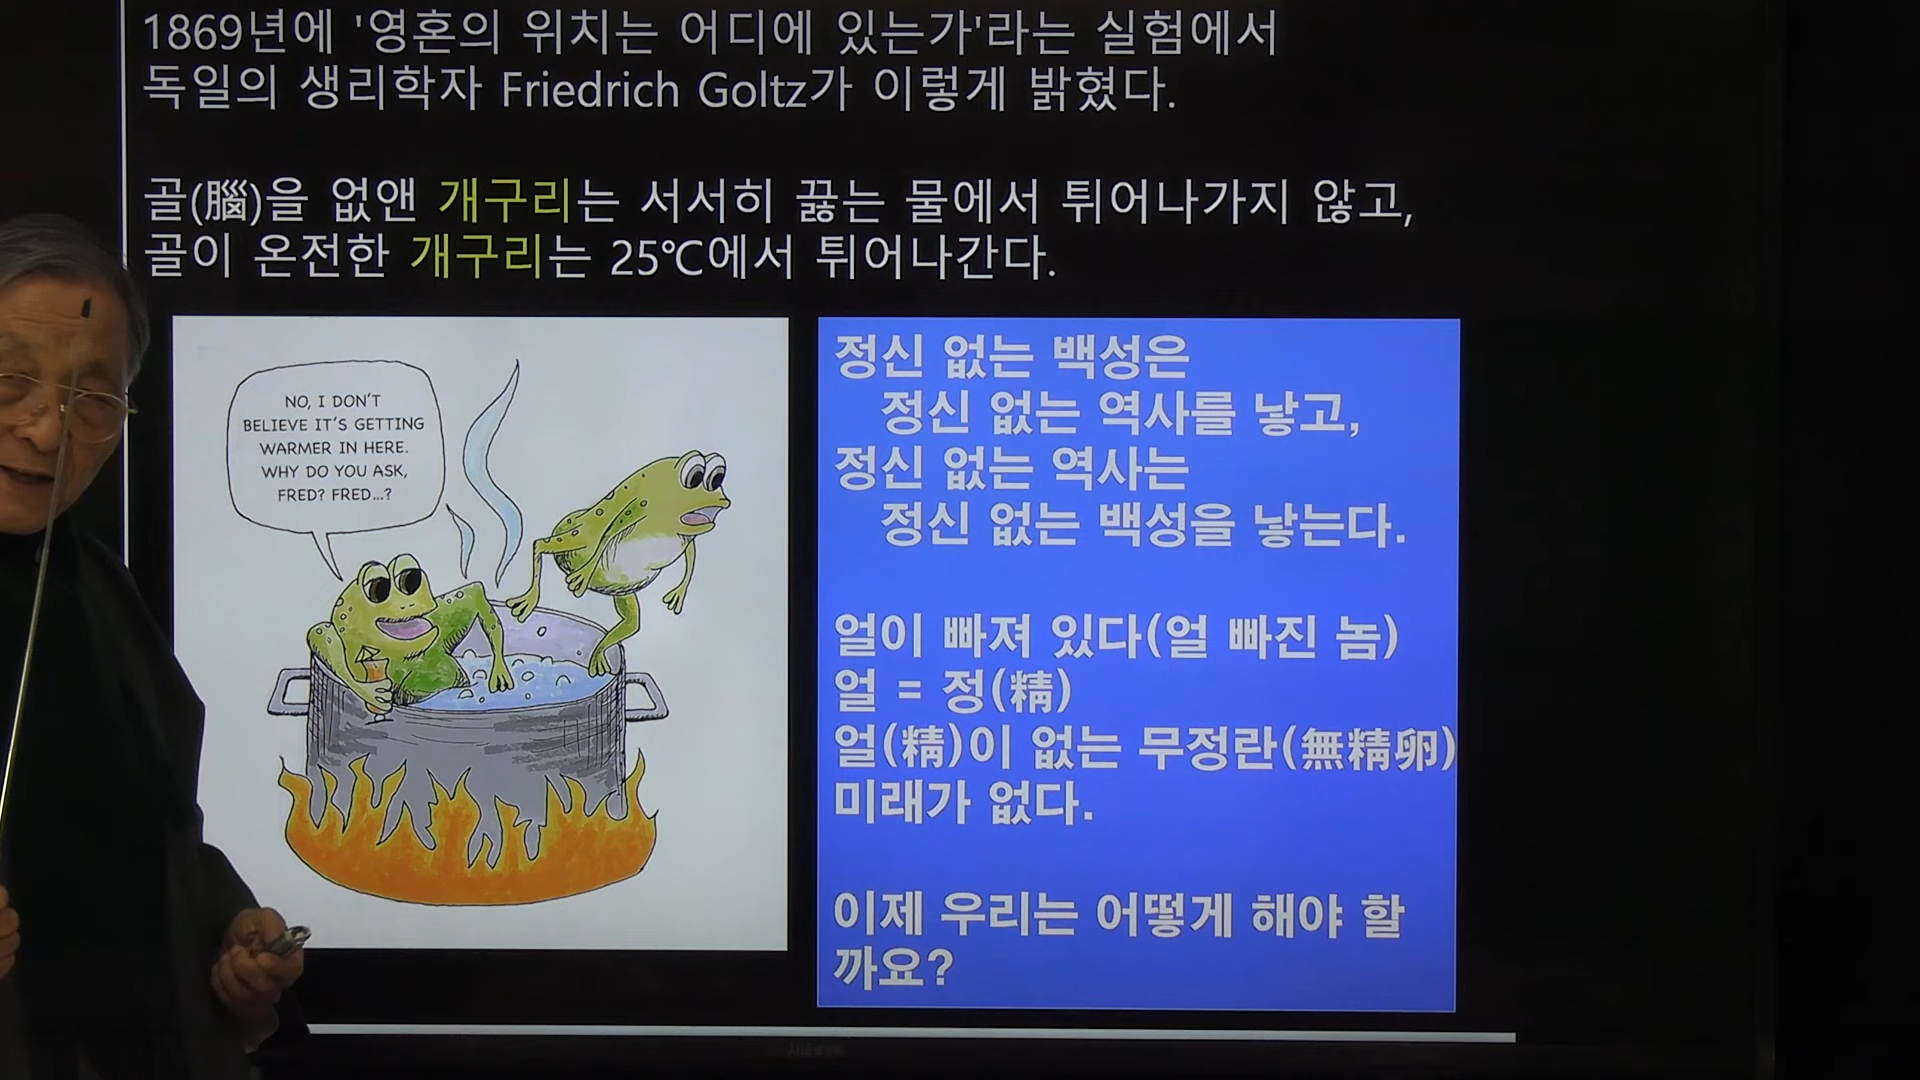 1869년에 '영혼의 위치는 어디에 있는가'라는 실험에서
독일의 생리학자 Friedrich Goltz가 이렇게 밝혔다.
골(腦)을 없앤 개구리는 서서히 끓는 물에서 튀어나가지 않고,
골이 온전한 개구리는 25℃에서 튀어나간다.
NO, I DON'T
BELIEVE IT'S GETTING
WARMER IN HERE.
WHY DO YOU ASK,
FRED? FRED...?
정신 없는 백성은
정신 없는 역사를 낳고,
정신 없는 역사는
정신 없는 백성을 낳는다.
얼이 빠져 있다(얼 빠진 놈)
얼 = 정(精)
얼(精)이 없는 무정란(無精卵)
미래가 없다.
이제 우리는 어떻게 해야 할
까요?